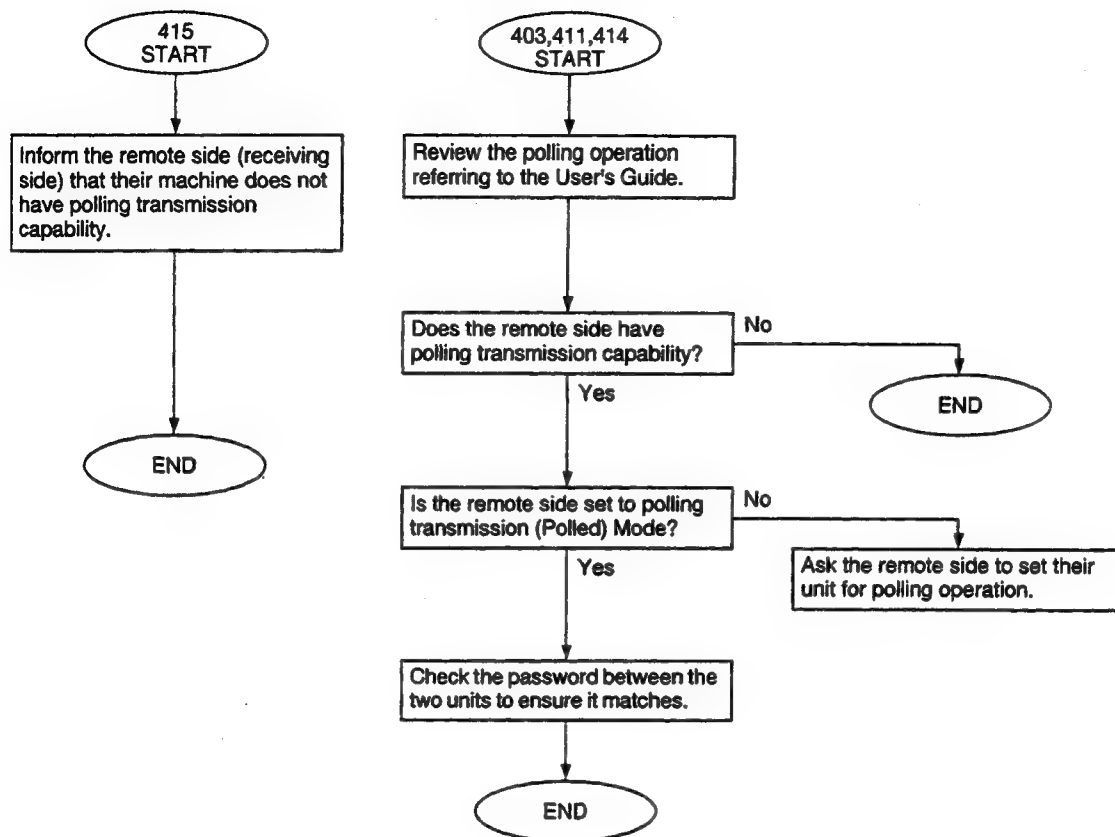 415
START
Inform the remote side (receiving
side) that their machine does not
have polling transmission
capability.
END
403,411,414
START
Review the polling operation
referring to the User's Guide.
Does the remote side have
polling transmission capability?
No
END
Yes
Is the remote side set to polling
transmission (Polled) Mode?
No
Ask the remote side to set their
unit for polling operation.
Yes
Check the password between the
two units to ensure it matches.
END